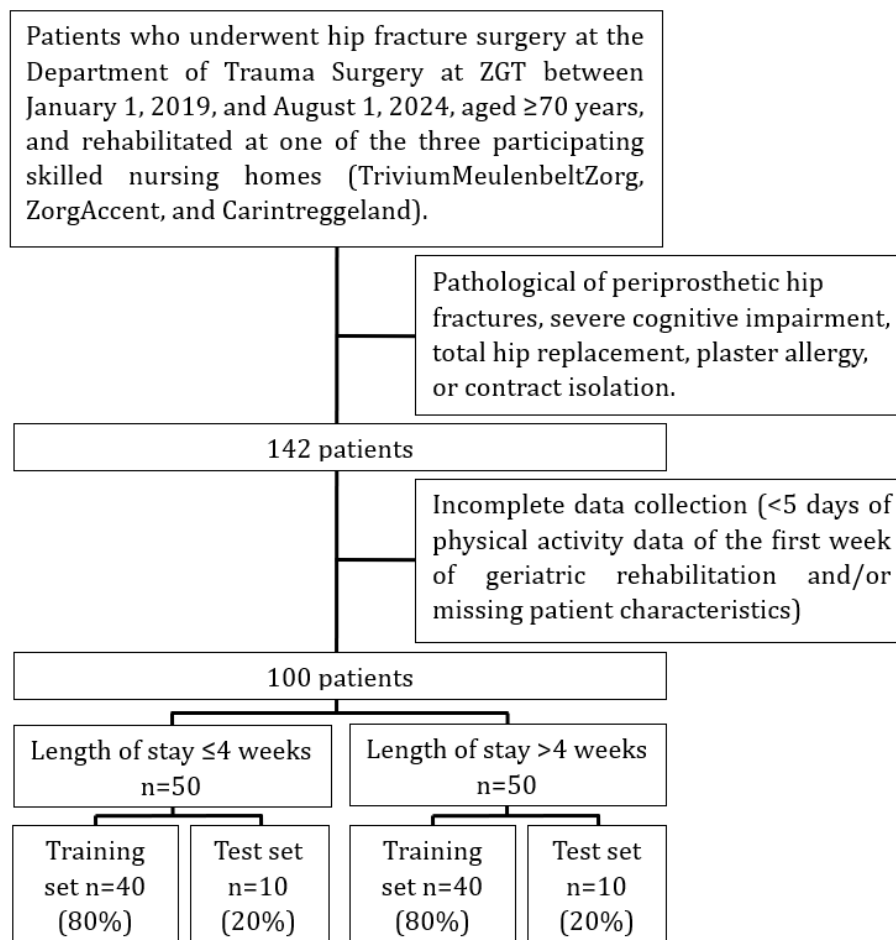 Patients who underwent hip fracture surgery at the
Department of Trauma Surgery at ZGT between
January 1, 2019, and August 1, 2024, aged ≥70 years,
and rehabilitated at one of the three participating
skilled nursing homes (TriviumMeulenbeltZorg,
ZorgAccent, and Carintreggeland).
Pathological of periprosthetic hip
fractures, severe cognitive impairment,
total hip replacement, plaster allergy,
or contract isolation.
142 patients
Incomplete data collection (<5 days of
physical activity data of the first week
of geriatric rehabilitation and/or
missing patient characteristics)
100 patients
Length of stay ≤4 weeks
n=50
Length of stay >4 weeks
n=50
Training
set n=40
(80%)
Test set
n=10
(20%)
Training
set n=40
(80%)
Test set
n=10
(20%)